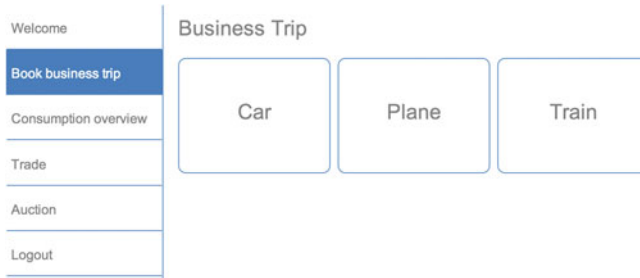 Welcome
Book business trip
Consumption overview
Trade
Auction
Logout
Business Trip
Car
Plane
Train